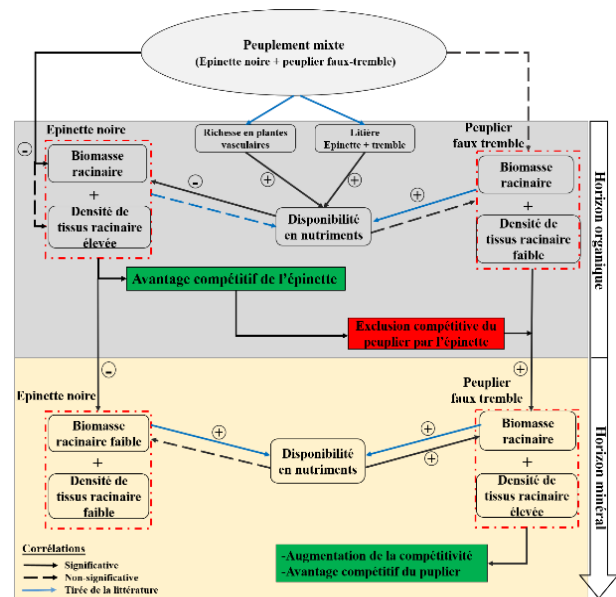 Peuplement mixte
(Epinette noire + peuplier faux-tremble)
-
Epinette noire
Richesse en plantes
vasculaires
Litière
Epinette + tremble
Peuplier
faux tremble
Biomasse
racinaire
+
Densité de
tissus racinaire
élevée
-
+
+
Disponibilité
en nutriments
+
Biomasse
racinaire
+
Densité de
tissus racinaire
faible
Horizon organique
Avantage compétitif de l'épinette
Exclusion compétitive du
peuplier par l'épinette
-
+
Epinette noire
Peuplier
faux tremble
Biomasse
racinaire faible
+
Densité de
tissus racinaire
faible
+
Disponibilité
en nutriments
+
+
Biomasse
racinaire
+
Densité de
tissus racinaire
élevée
Horizon minéral
-Augmentation de la compétitivité
-Avantage compétitif du puplier
Corrélations
Significative
Non-significative
Tirée de la littérature